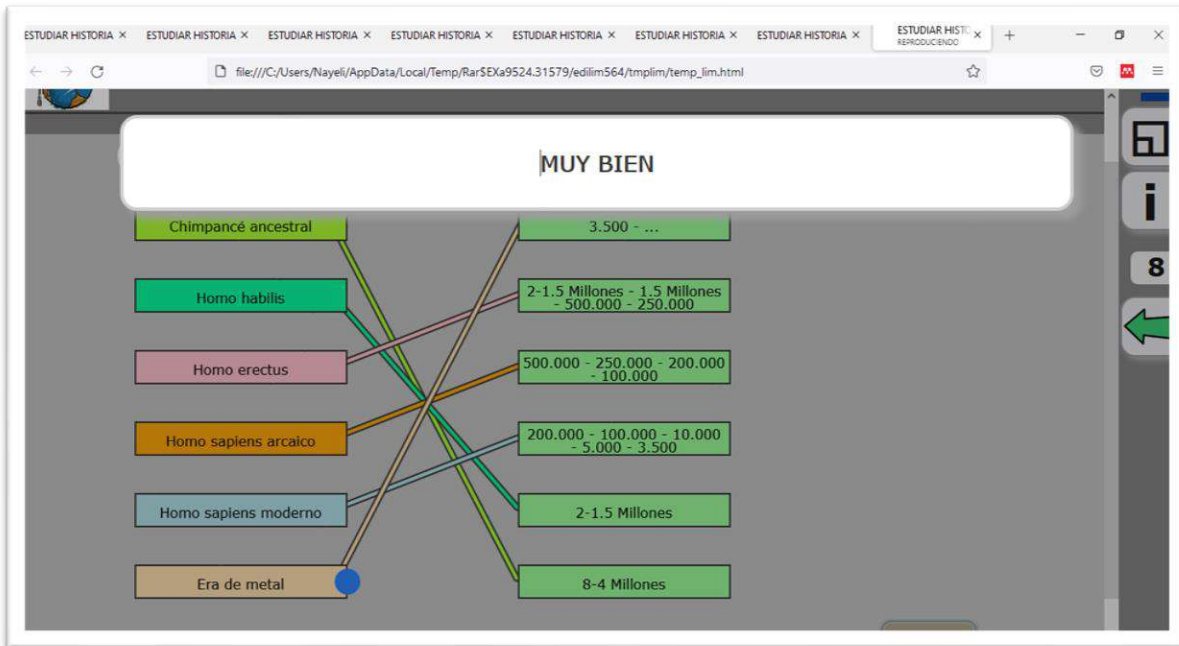 ESTUDIAR HISTORIA × ESTUDIAR HISTORIA × ESTUDIAR HISTORIA × ESTUDIAR HISTORIA × ESTUDIAR HISTORIA × ESTUDIAR HISTORIA × ESTUDIAR HISTORIA × ESTUDIAR HISTO ×
REPRODUCIENDO
file:///C:/Users/Nayeli/AppData/Local/Temp/Rar$EXa9524.31579/edilim564/tmplim/temp_lim.html
MUY BIEN
Chimpancé ancestral
3.500 - ...
Homo habilis
2-1.5 Millones - 1.5 Millones
- 500.000 - 250.000
i
8
Homo erectus
500.000 - 250.000 - 200.000
- 100.000
Homo sapiens arcaico
200.000 - 100.000 - 10.000
- 5.000 - 3.500
Homo sapiens moderno
2-1.5 Millones
Era de metal
8-4 Millones